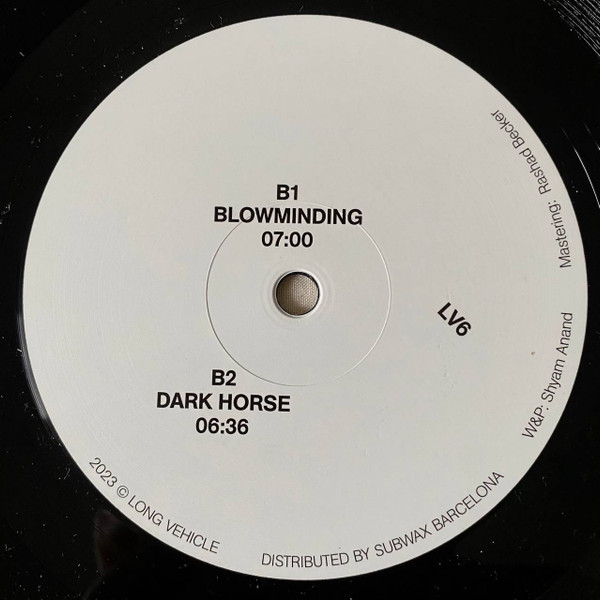 B1
BLOWMINDING
07:00
LV6
B2
DARK HORSE
06:36
Mastering: Rashad Becker
W&P: Shyam Anand
DISTRIBUTED BY SUBWAX BARCELONA
2023 © LONG VEHICLE